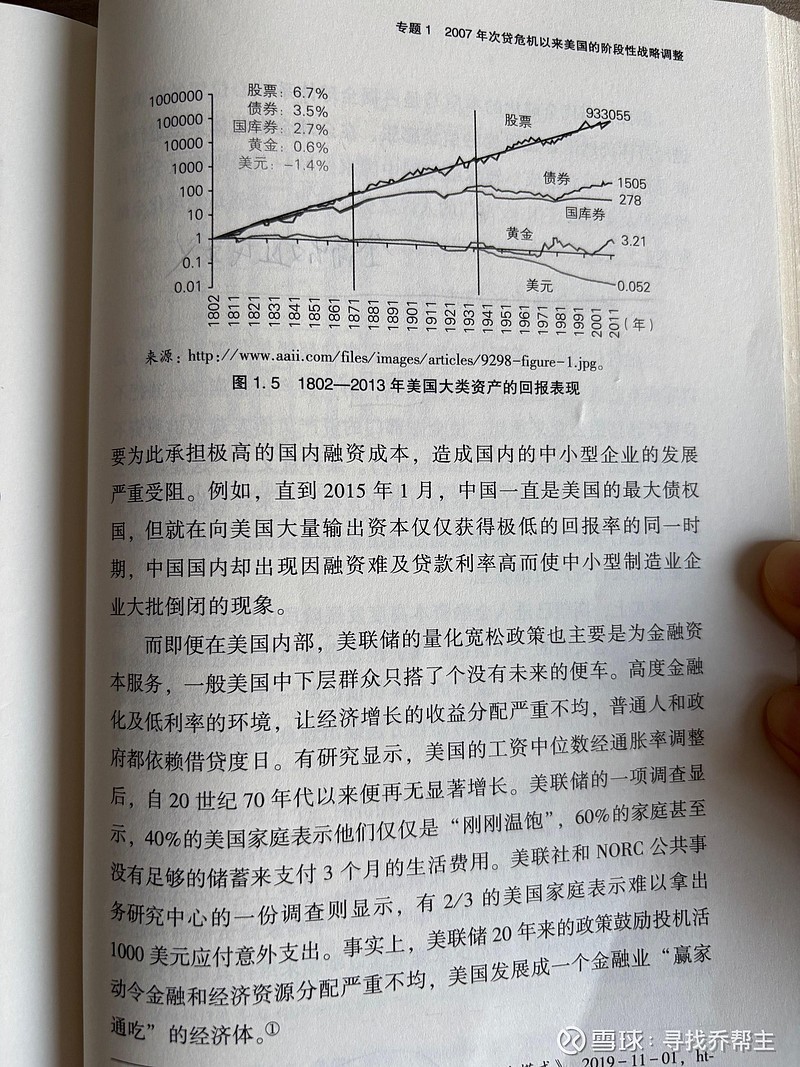 专题 1 2007 年次贷危机以来美国的阶段性战略调整
1000000
100000
10000
1000
100
10
1
0.1
0.01
股票：6.7%
债券：3.5%
国库券：2.7%
黄金：0.6%
美元：-1.4%
股票
933055
债券
1505
国库券
278
黄金
3.21
美元
0.052
1802 1811 1821 1831 1841 1851 1861 1871 1881 1891 1901 1911 1921 1931 1941 1951 1961 1971 1981 1991 2001 2011 (年)
来源：http://www.aaii.com/files/images/articles/9298-figure-1.jpg。
图 1.5 1802—2013 年美国大类资产的回报表现
要为此承担极高的国内融资成本，造成国内的中小型企业的发展
严重受阻。例如，直到 2015 年 1 月，中国一直是美国的最大债权
国，但就在向美国大量输出资本仅仅获得极低的回报率的同一时
期，中国国内却出现因融资难及贷款利率高而使中小型制造业企
业大批倒闭的现象。
而即便在美国内部，美联储的量化宽松政策也主要是为金融资
本服务，一般美国中下层群众只搭了个没有未来的便车。高度金融
化及低利率的环境，让经济增长的收益分配严重不均，普通人和政
府都依赖借贷度日。有研究显示，美国的工资中位数经通胀率调整
后，自 20 世纪 70 年代以来便再无显著增长。美联储的一项调查显
示，40%的美国家庭表示他们仅仅是“刚刚温饱”，60%的家庭甚至
没有足够的储蓄来支付 3 个月的生活费用。美联社和 NORC 公共事
务研究中心的一份调查则显示，有 2/3 的美国家庭表示难以拿出
1000 美元应付意外支出。事实上，美联储 20 年来的政策鼓励投机活
动令金融和经济资源分配严重不均，美国发展成一个金融业“赢家
通吃”的经济体。①
2019-11-01，ht-
雪球：寻找乔帮主